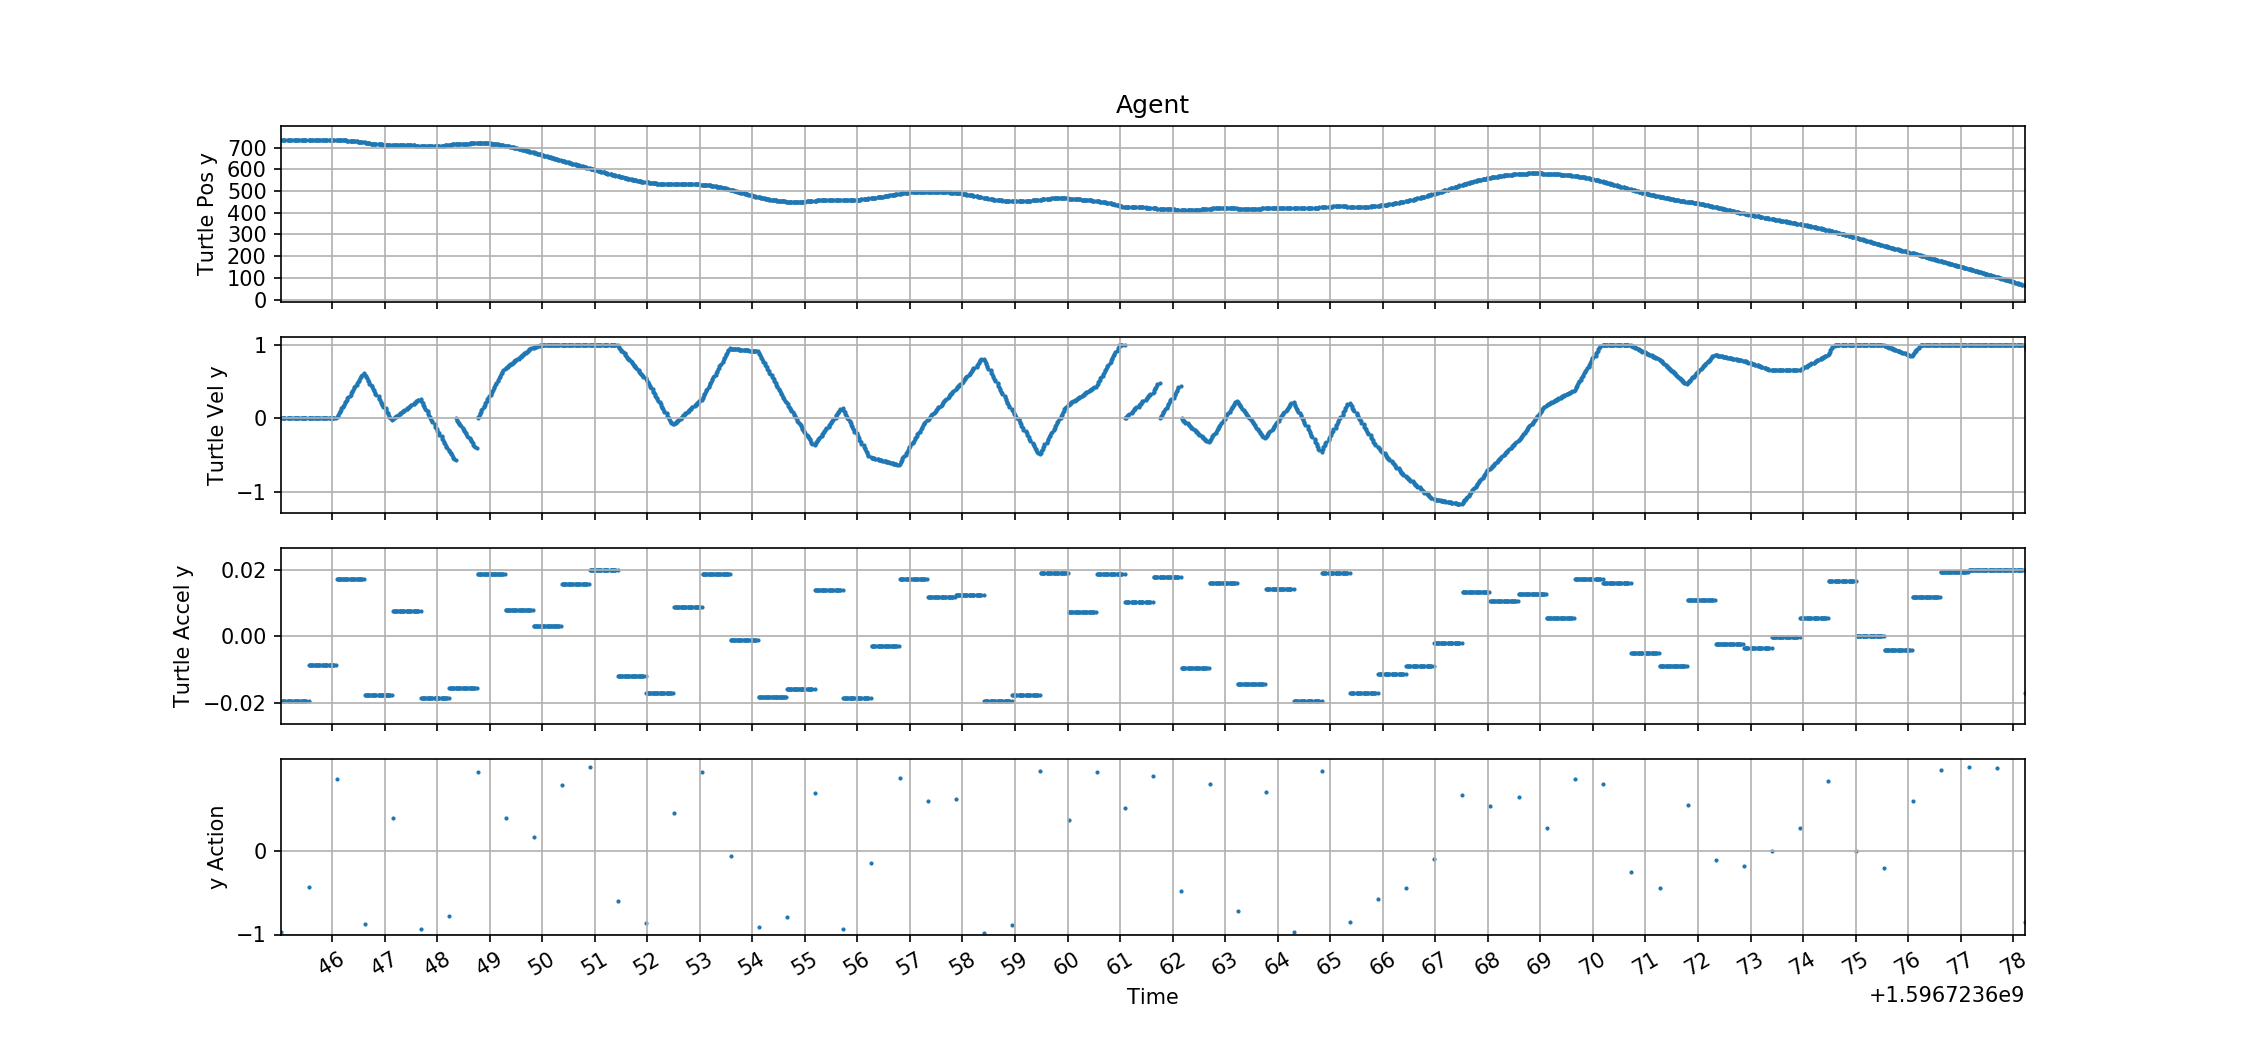 Agent
Turtle Pos y
700
600
500
400
300
200
100
0
Turtle Vel y
1
0
−1
Turtle Accel y
0.02
0.00
−0.02
y Action
0
−1
46 47 48 49 50 51 52 53 54 55 56 57 58 59 60 61 62 63 64 65 66 67 68 69 70 71 72 73 74 75 76 77 78
Time
+1.5967236e9